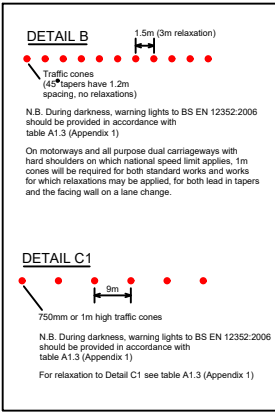 DETAIL B
1.5m (3m relaxation)
Traffic cones
(45° tapers have 1.2m
spacing, no relaxations)
N.B. During darkness, warning lights to BS EN 12352:2006
should be provided in accordance with
table A1.3 (Appendix 1)
On motorways and all purpose dual carriageways with
hard shoulders on which national speed limit applies, 1m
cones will be required for both standard works and works
for which relaxations may be applied, for both lead in tapers
and the facing wall on a lane change.
DETAIL C1
9m
750mm or 1m high traffic cones
N.B. During darkness, warning lights to BS EN 12352:2006
should be provided in accordance with
table A1.3 (Appendix 1)
For relaxation to Detail C1 see table A1.3 (Appendix 1)